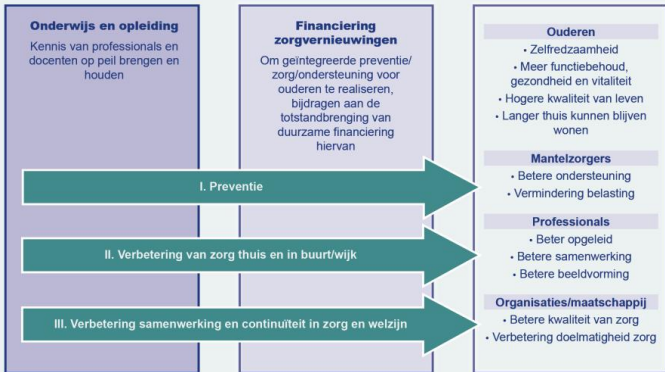 Onderwijs en opleiding
Kennis van professionals en
docenten op peil brengen en
houden
Financiering
zorgvernieuwingen
Om geïntegreerde preventie/
zorg/ondersteuning voor
ouderen te realiseren,
bijdragen aan de
totstandbrenging van
duurzame financiering
hiervan
I. Preventie
II. Verbetering van zorg thuis en in buurt/wijk
III. Verbetering samenwerking en continuïteit in zorg en welzijn
Ouderen
• Zelfredzaamheid
• Meer functiebehoud,
gezondheid en vitaliteit
• Hogere kwaliteit van leven
• Langer thuis kunnen blijven
wonen
Mantelzorgers
• Betere ondersteuning
• Vermindering belasting
Professionals
• Beter opgeleid
• Betere samenwerking
• Betere beeldvorming
Organisaties/maatschappij
• Betere kwaliteit van zorg
• Verbetering doelmatigheid zorg